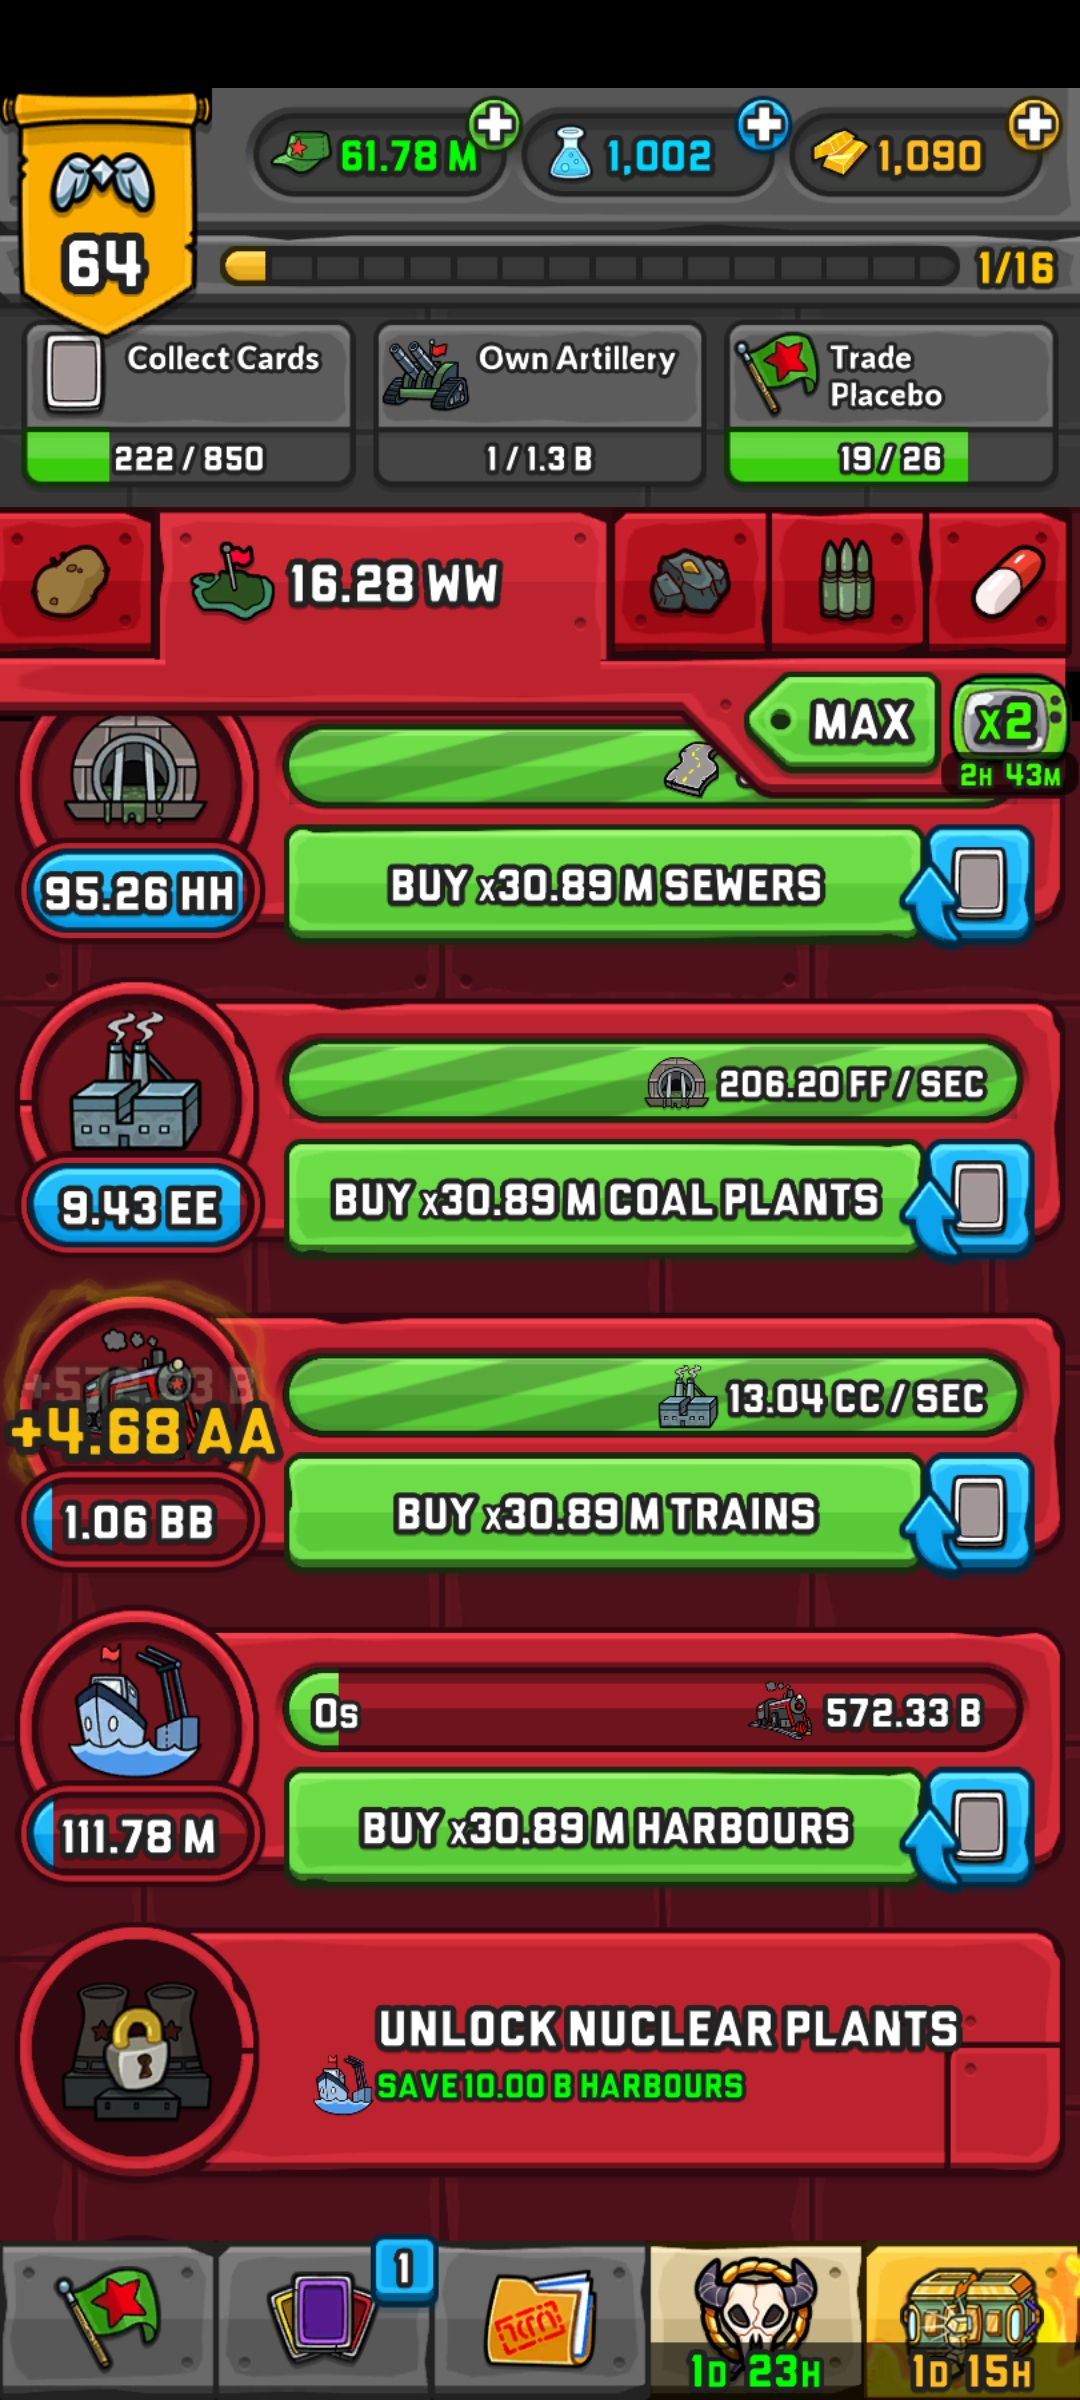 61.78 M
1,002
1,090
64
1/16
Collect Cards
222 / 850
Own Artillery
1 / 1.3 B
Trade
Placebo
19 / 26
16.28 WW
MAX
x2
2H 43M
95.26 HH
BUY x30.89 M SEWERS
206.20 FF / SEC
9.43 EE
BUY x30.89 M COAL PLANTS
+4.68 AA
13.04 CC / SEC
1.06 BB
BUY x30.89 M TRAINS
0s
572.33 B
111.78 M
BUY x30.89 M HARBOURS
UNLOCK NUCLEAR PLANTS
SAVE 10.00 B HARBOURS
1
1D 23H
1D 15H